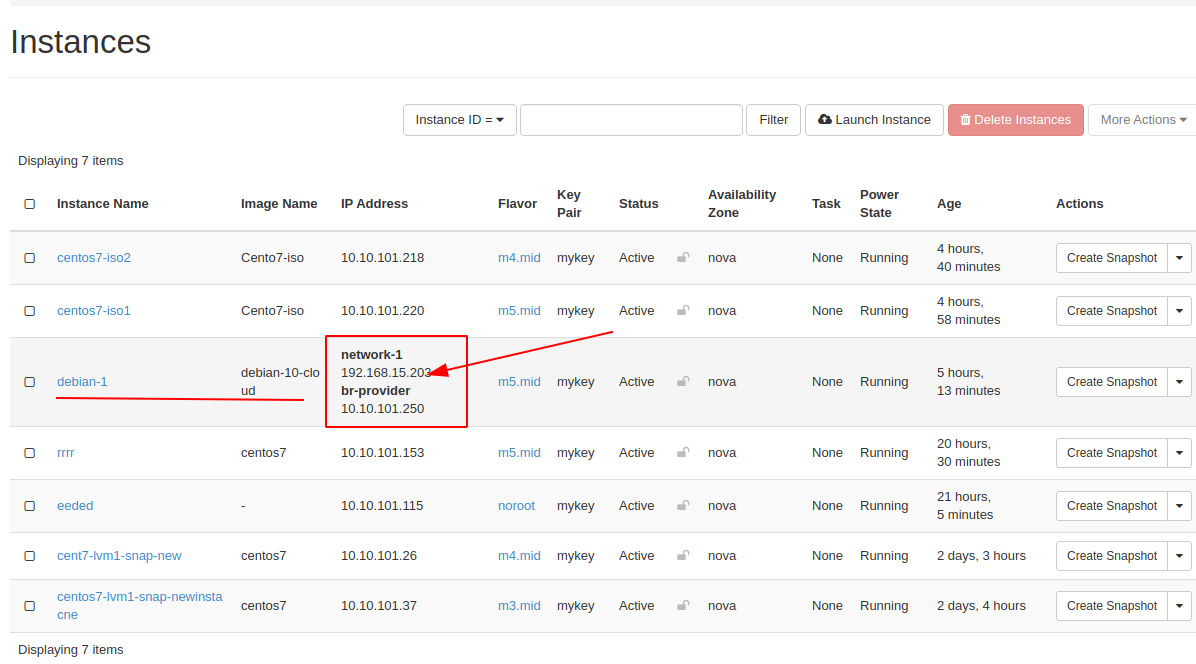 Instances
Instance ID = Filter Launch Instance Delete Instances More Actions
Displaying 7 items
Instance Name Image Name IP Address Flavor Key Pair Status Availability Zone Task Power State Age Actions
centos7-iso2 Cento7-iso 10.10.101.218 m4.mid mykey Active nova None Running 4 hours, 40 minutes Create Snapshot
centos7-iso1 Cento7-iso 10.10.101.220 m5.mid mykey Active nova None Running 4 hours, 58 minutes Create Snapshot
debian-1 debian-10-cloud network-1 192.168.15.203 br-provider 10.10.101.250 m5.mid mykey Active nova None Running 5 hours, 13 minutes Create Snapshot
rrrr centos7 10.10.101.153 m5.mid mykey Active nova None Running 20 hours, 30 minutes Create Snapshot
eeded - 10.10.101.115 noroot mykey Active nova None Running 21 hours, 5 minutes Create Snapshot
cent7-lvm1-snap-new centos7 10.10.101.26 m4.mid mykey Active nova None Running 2 days, 3 hours Create Snapshot
centos7-lvm1-snap-newinstacne centos7 10.10.101.37 m3.mid mykey Active nova None Running 2 days, 4 hours Create Snapshot
Displaying 7 items